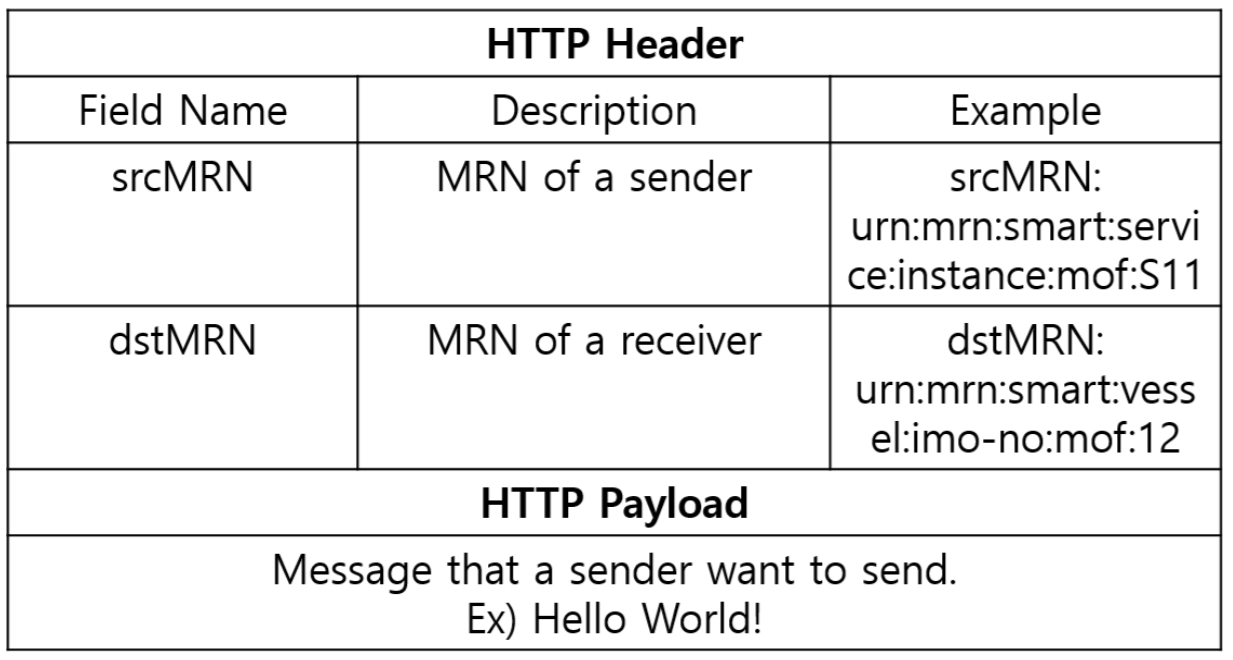 HTTP Header
Field Name Description Example
srcMRN MRN of a sender srcMRN:
urn:mrn:smart:servi
ce:instance:mof:S11
dstMRN MRN of a receiver dstMRN:
urn:mrn:smart:vess
el:imo-no:mof:12
HTTP Payload
Message that a sender want to send.
Ex) Hello World!